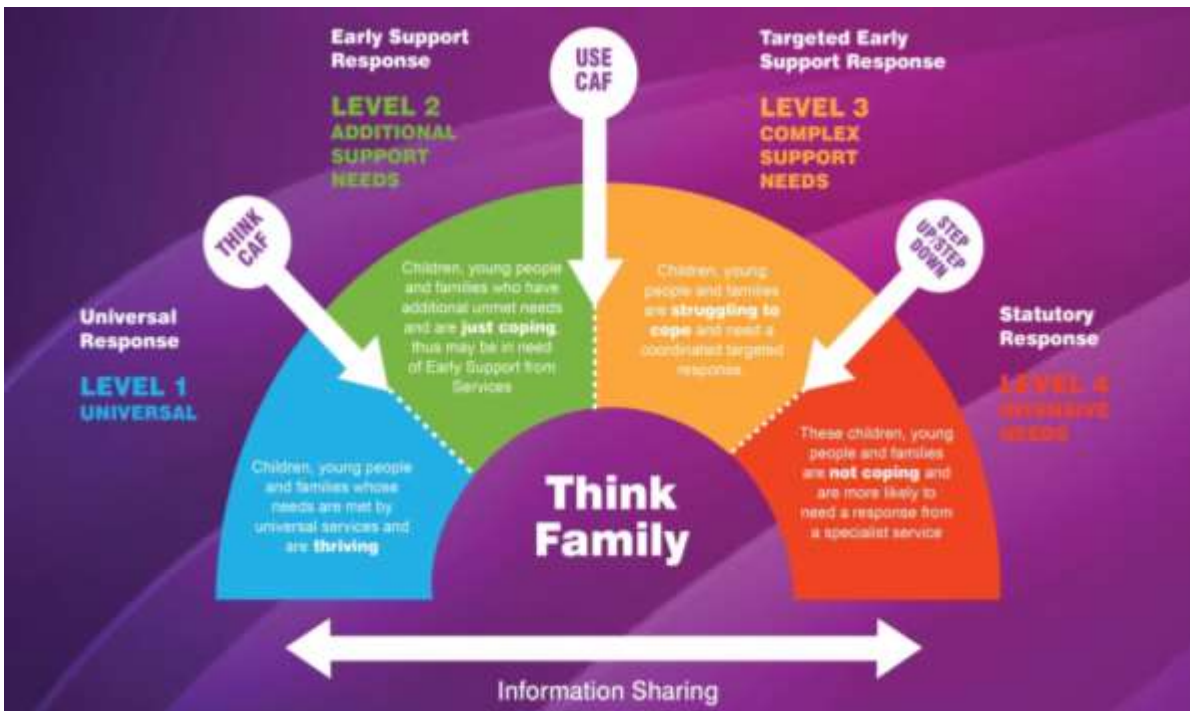 Early Support
Response
LEVEL 2
ADDITIONAL
SUPPORT
NEEDS
USE
CAF
Targeted Early
Support Response
LEVEL 3
COMPLEX
SUPPORT
NEEDS
THINK
CAF
STEP
UP/STEP
DOWN
Universal
Response
LEVEL 1
UNIVERSAL
Children, young people
and families who have
additional unmet needs
and are just coping,
thus may be in need
of Early Support from
Services
Children, young
people and families
are struggling to
cope and need a
coordinated targeted
response.
Statutory
Response
LEVEL 4
INTENSIVE
NEEDS
Children, young people
and families whose
needs are met by
universal services and
are thriving
These children, young
people and families
are not coping and
are more likely to
need a response from
a specialist service
Think
Family
Information Sharing